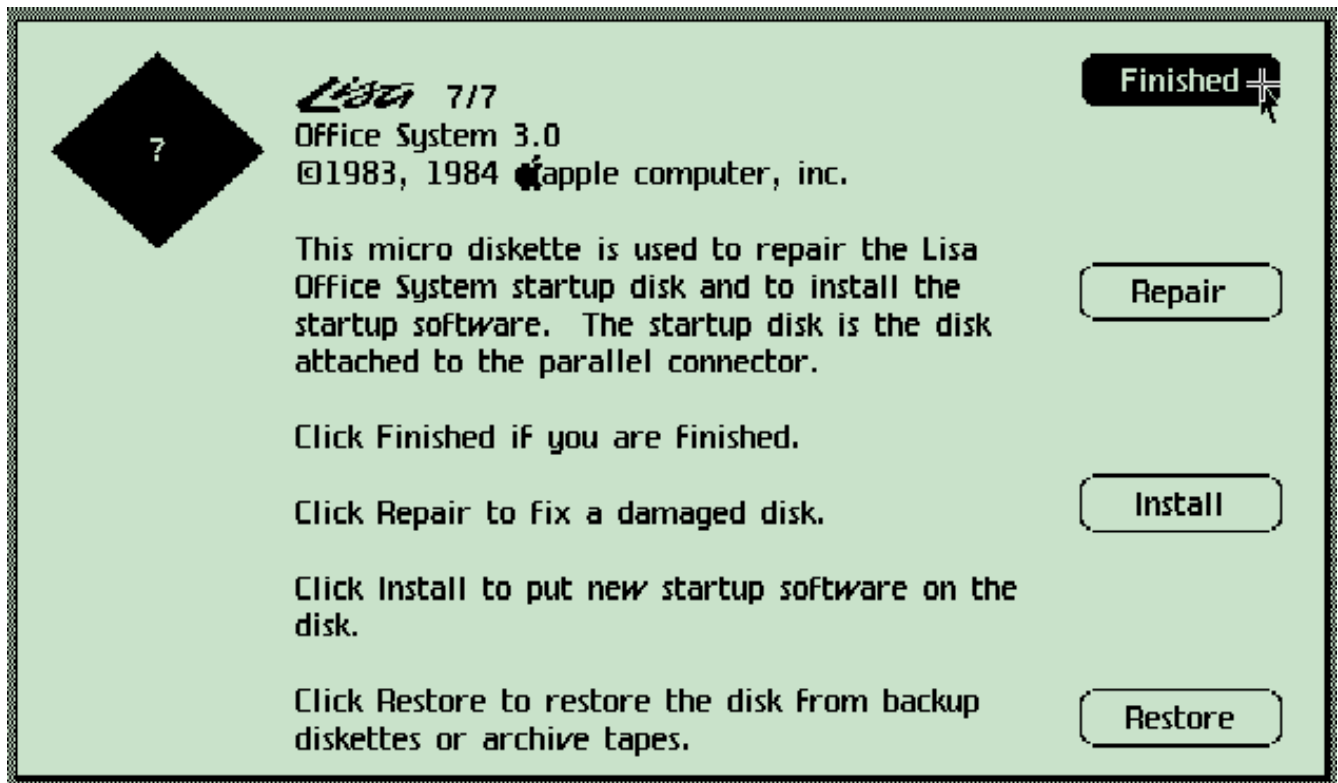 ?
Lisa 7/7
Office System 3.0
©1983, 1984 apple computer, inc.
This micro diskette is used to repair the Lisa
Office System startup disk and to install the
startup software.  The startup disk is the disk
attached to the parallel connector.
Click Finished if you are finished.
Click Repair to fix a damaged disk.
Click Install to put new startup software on the
disk.
Click Restore to restore the disk from backup
diskettes or archive tapes.
Finished
Repair
Install
Restore